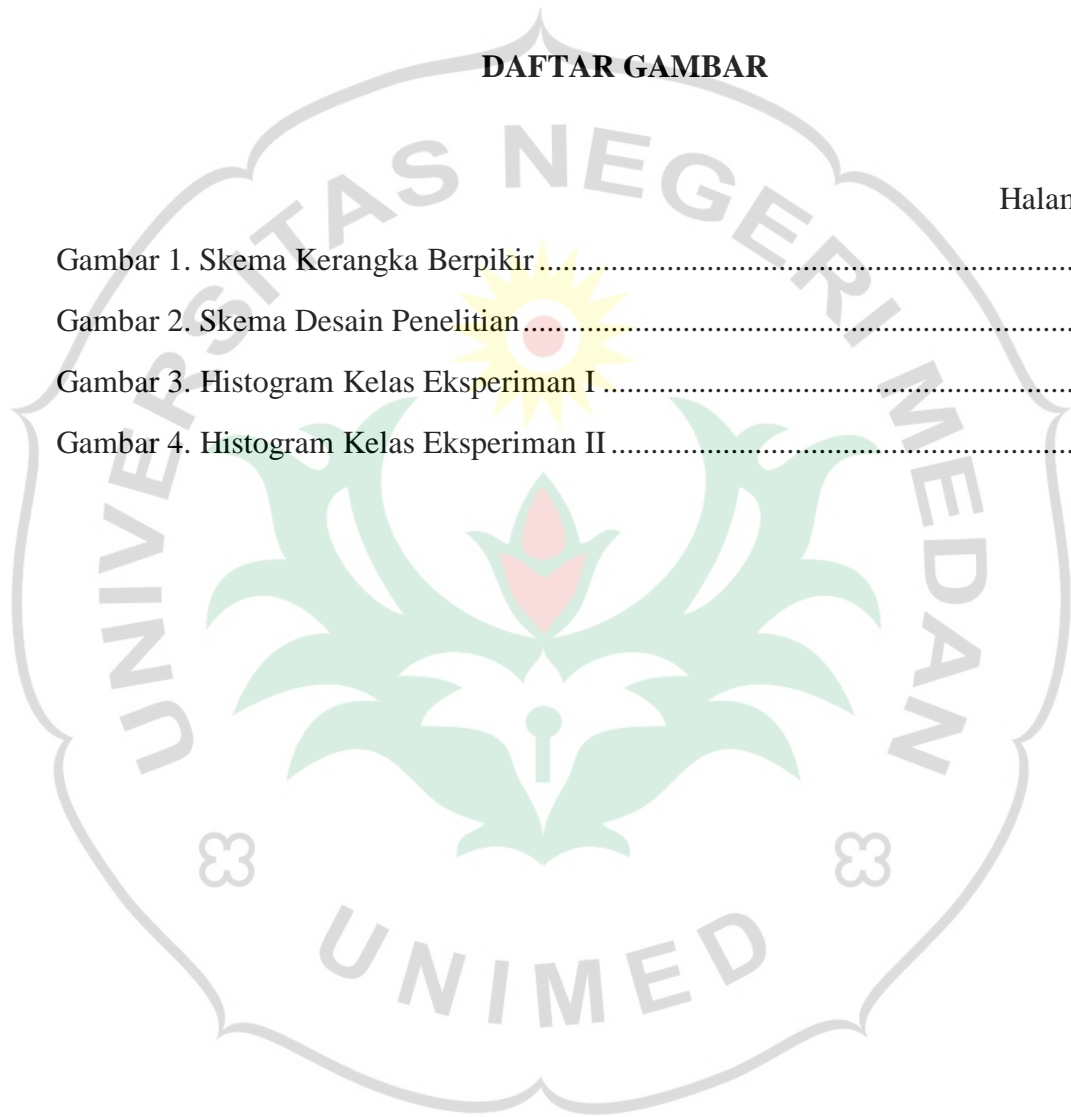 DAFTAR GAMBAR
Gambar 1. Skema Kerangka Berpikir
Gambar 2. Skema Desain Penelitian
Gambar 3. Histogram Kelas Eksperiman I
Gambar 4. Histogram Kelas Eksperiman II
UNIVERSITAS NEGERI MEDAN
UNIMED